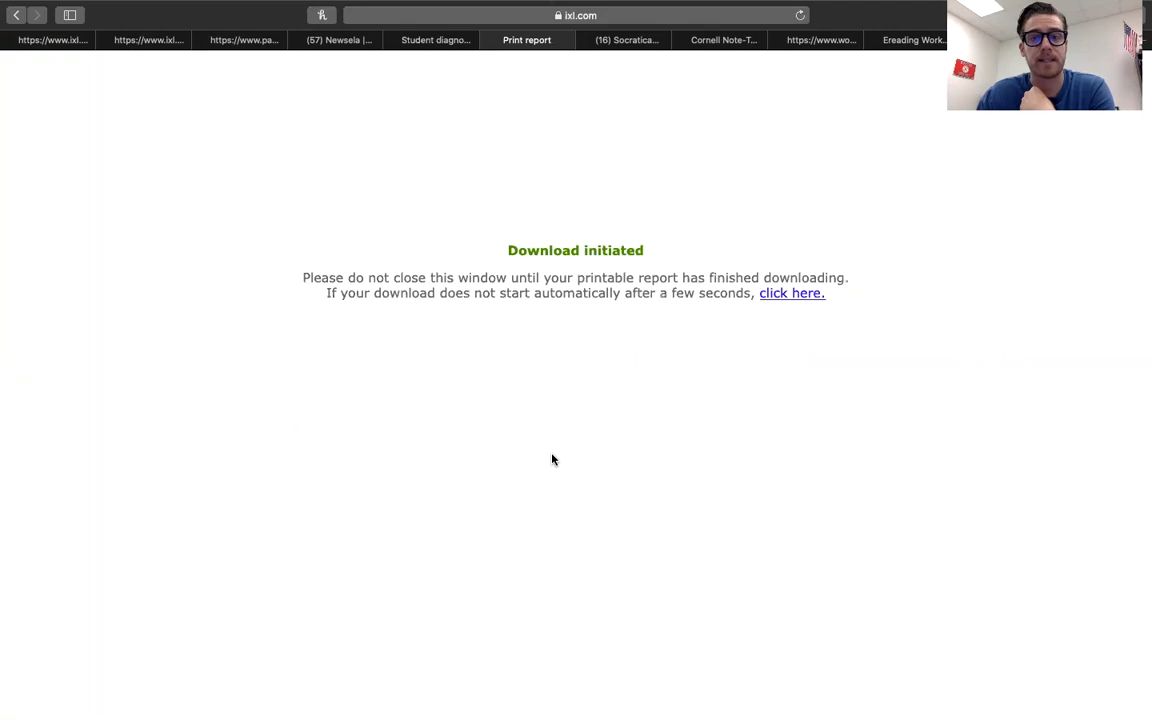 ixl.com
https://www.ixl....
https://www.ixl....
https://www.pa...
(57) Newsela |...
Student diagno...
Print report
(16) Socratica...
Cornell Note-T...
https://www.wo...
Ereading Work...
Download initiated
Please do not close this window until your printable report has finished downloading.
If your download does not start automatically after a few seconds, click here.